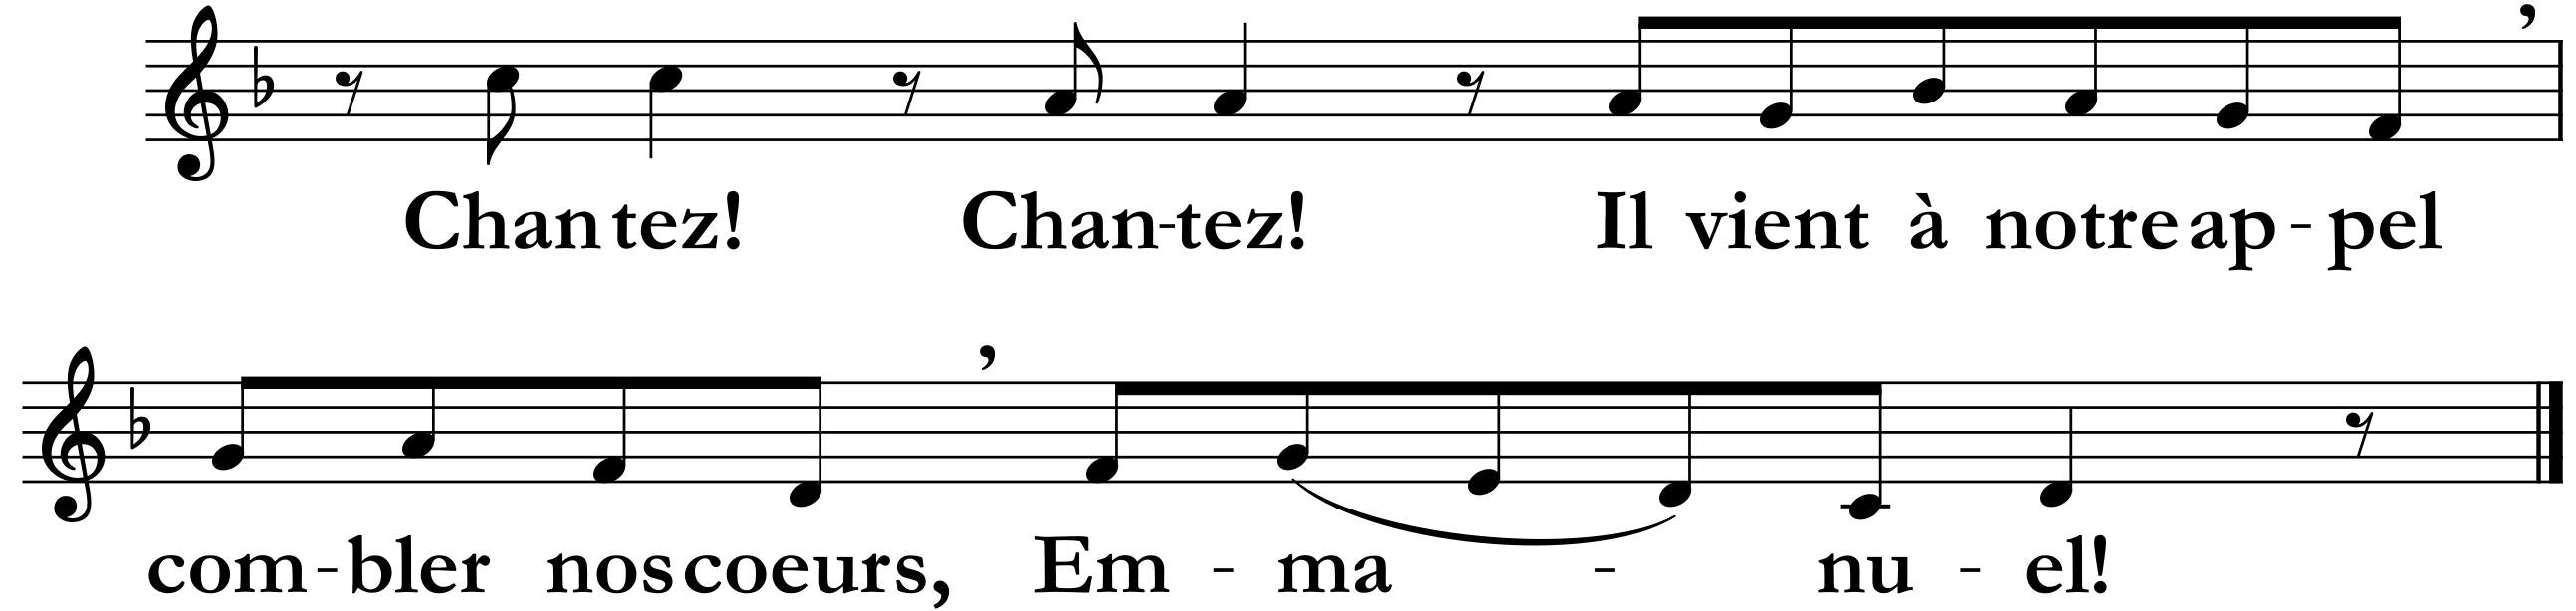 Chan tez! Chan-tez! Il vient à notre ap - pel
com - bler nos coeurs, Em - ma - nu - el!